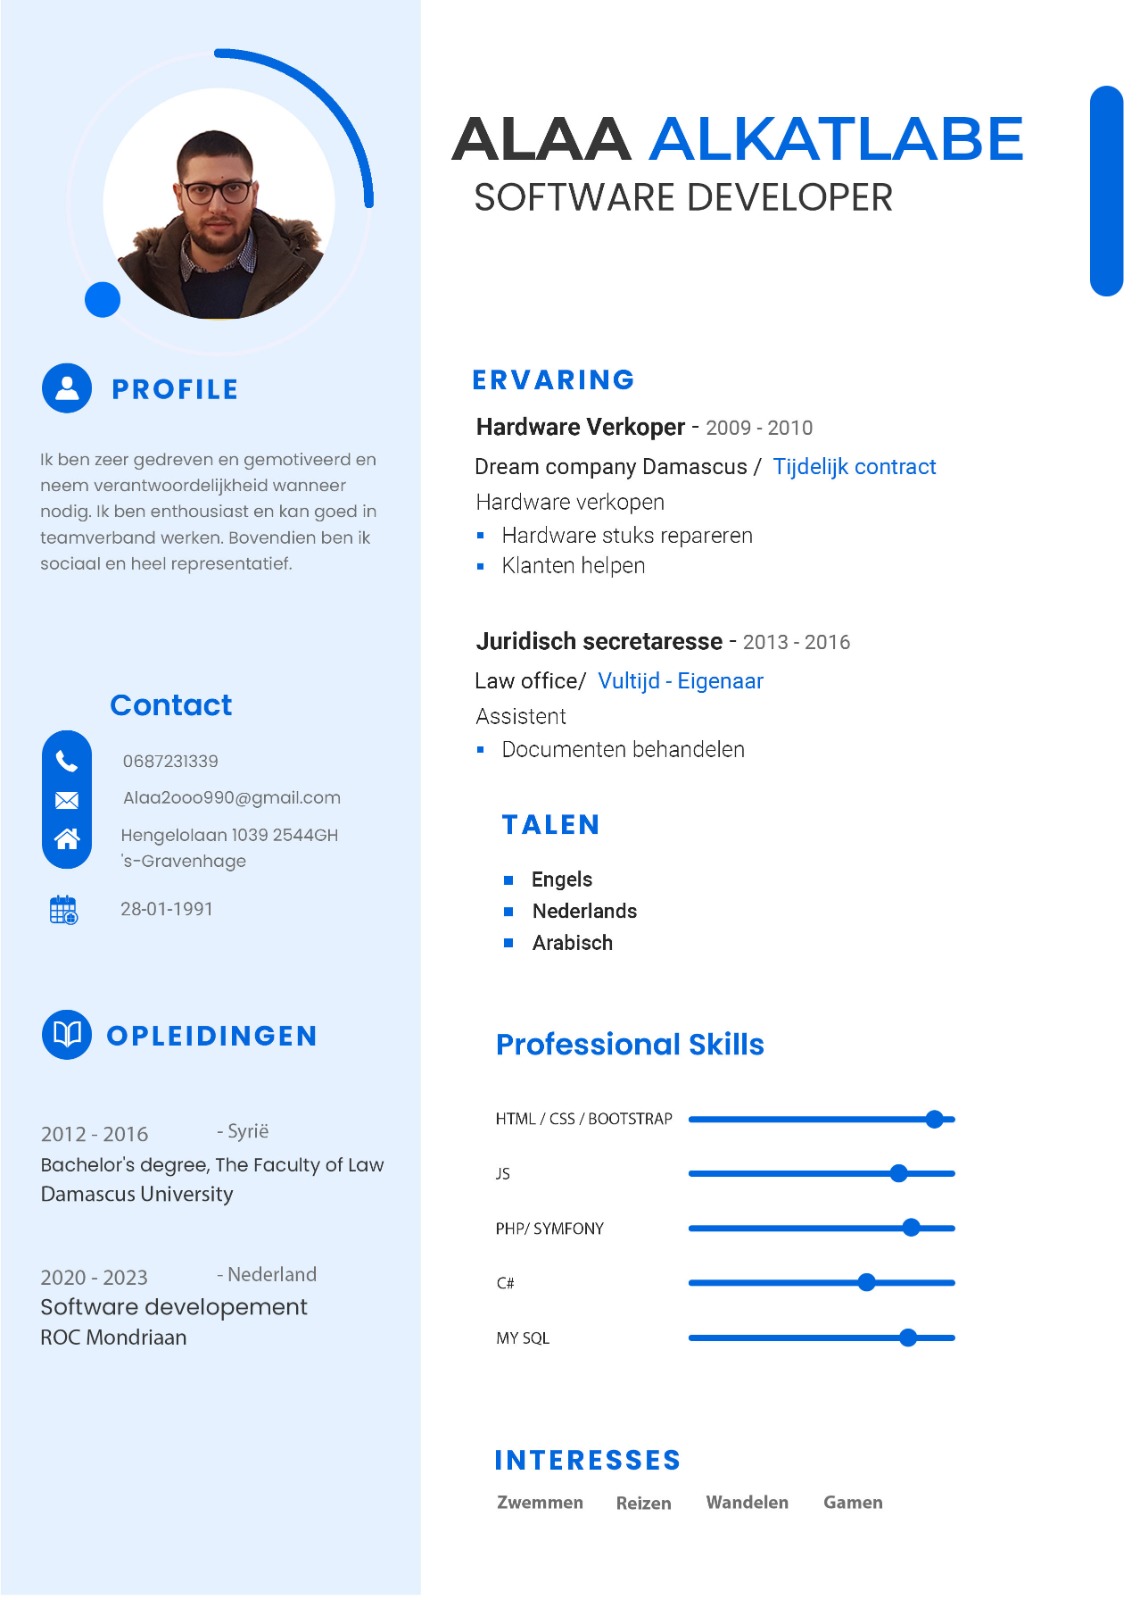 ALAA ALKATLABE
SOFTWARE DEVELOPER
PROFILE
Ik ben zeer gedreven en gemotiveerd en
neem verantwoordelijkheid wanneer
nodig. Ik ben enthousiast en kan goed in
teamverband werken. Bovendien ben ik
sociaal en heel representatief.
Contact
0687231339
Alaa2ooo990@gmail.com
Hengelolaan 1039 2544GH
's-Gravenhage
28-01-1991
OPLEIDINGEN
2012 - 2016 - Syrië
Bachelor's degree, The Faculty of Law
Damascus University
2020 - 2023 - Nederland
Software developement
ROC Mondriaan
ERVARING
Hardware Verkoper - 2009 - 2010
Dream company Damascus / Tijdelijk contract
Hardware verkopen
Hardware stuks repareren
Klanten helpen
Juridisch secretaresse - 2013 - 2016
Law office/ Vultijd - Eigenaar
Assistent
Documenten behandelen
TALEN
Engels
Nederlands
Arabisch
Professional Skills
HTML / CSS / BOOTSTRAP
JS
PHP/ SYMFONY
C#
MY SQL
INTERESSES
Zwemmen Reizen Wandelen Gamen